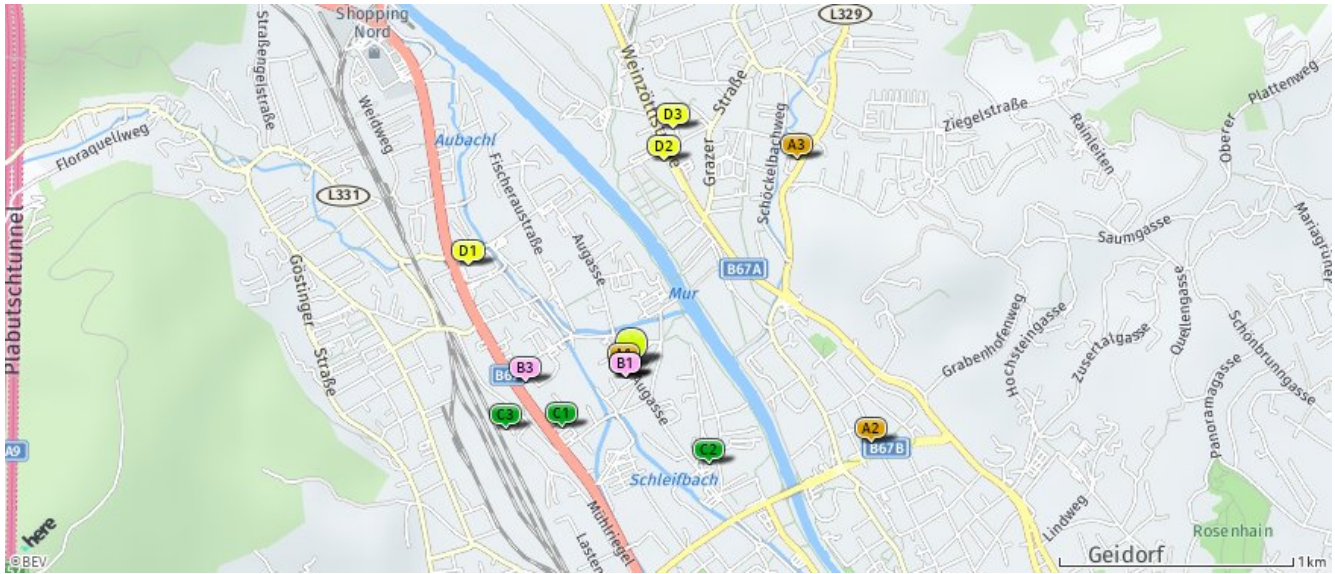 Shopping
Nord
L329
Straßengelstraße
Weinzöttlstraße
Plattenweg
Weidweg
D3
Straße
Ziegelstraße
Floraquellweg
Aubachl
D2
Grazer
Schöckelbachweg
A3
Rainleiten
Oberer
Fischeraustraße
L331
Mariagrüner
Saumgasse
D1
Augasse
Göstinger
Straße
B67A
Mur
Plabutschtunnel
Grabenhofenweg
Hochsteingasse
Zusertalgasse
Quellengasse
Schönbrunngasse
B3
B1
Augasse
Panoramagasse
C3
C1
A2
B67B
C2
A9
Schleifbach
Mühlriegel
Lindweg
Rosenhain
here
Geidorf
1km
©BEV